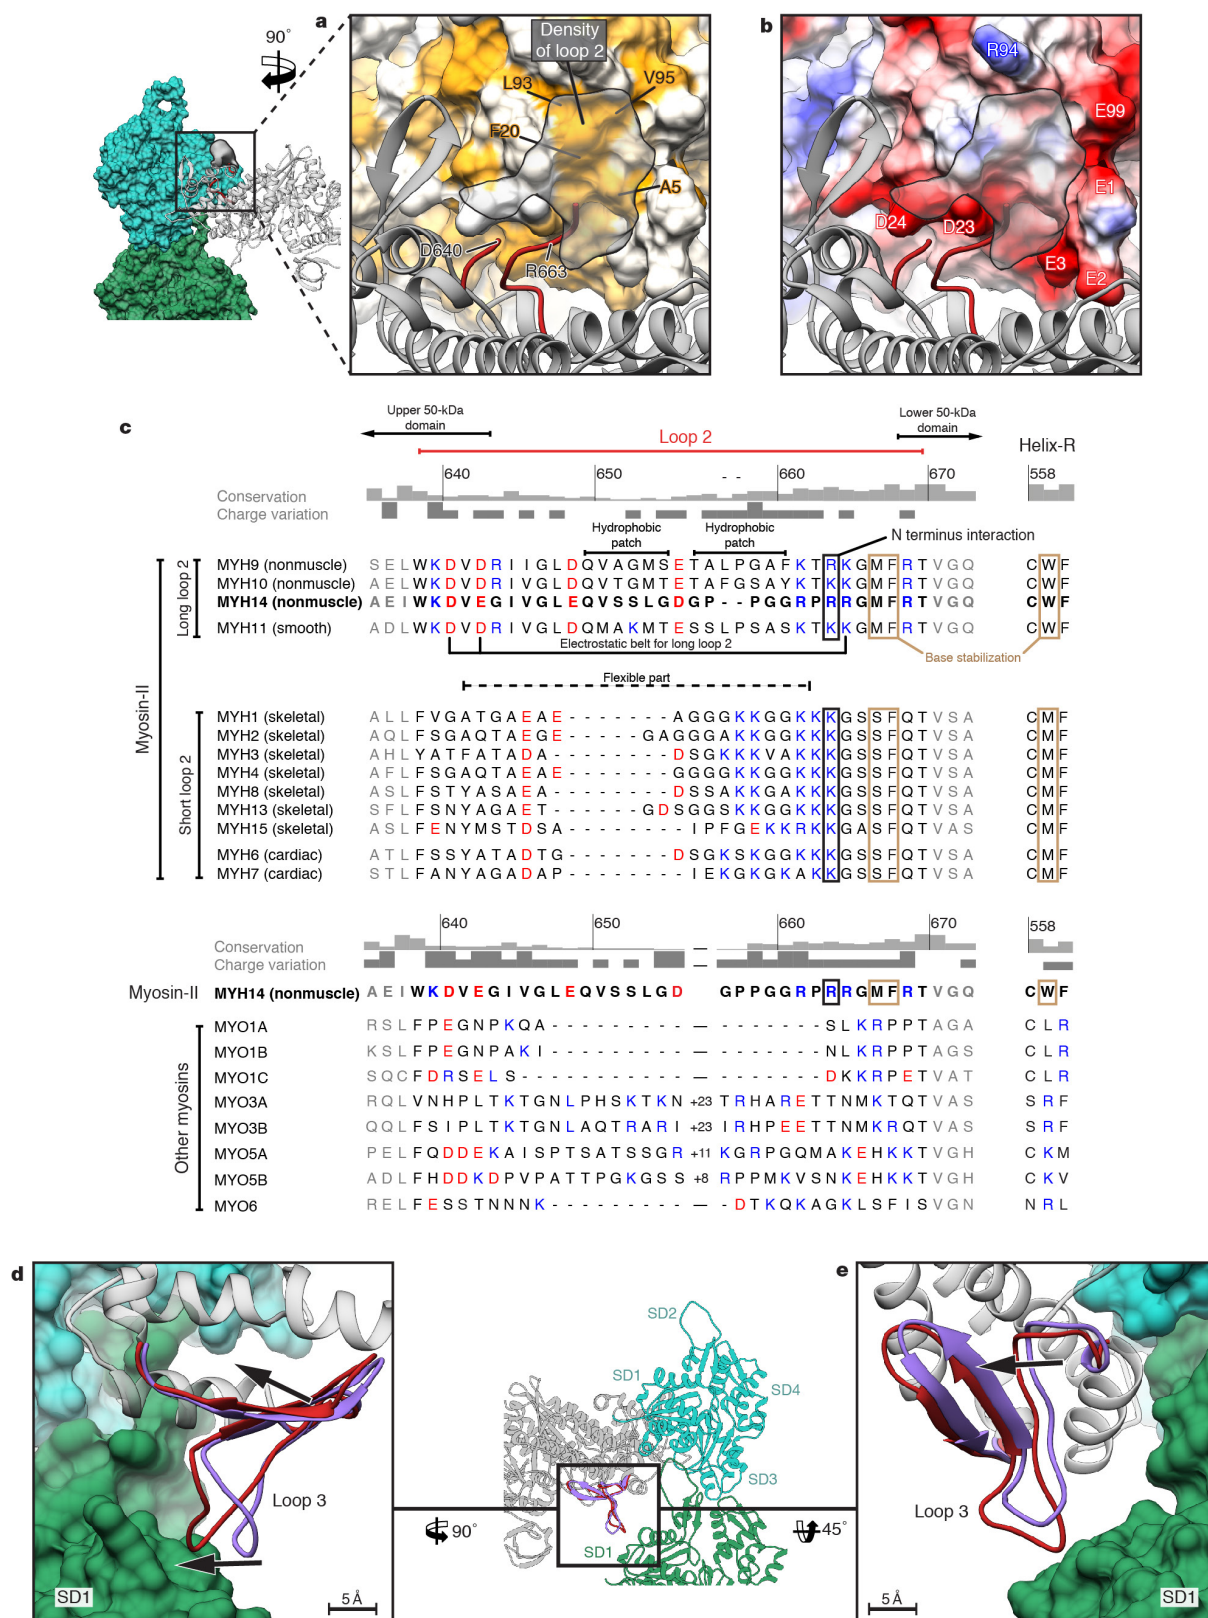 a
90°
Density
of loop 2
L93
V95
F20
A5
D640
R663
b
R94
E99
E1
D24
D23
E3
E2
c
Upper 50-kDa
domain
Lower 50-kDa
domain
Loop 2
Helix-R
640
650
- -
660
670
558
Conservation
Charge variation
Hydrophobic
patch
Hydrophobic
patch
N terminus interaction
Myosin-II
Long loop 2
MYH9 (nonmuscle) S E L W K D V D R I I G L D Q V A G M S E T A L P G A F K T R K G M F R T V G Q C W F
MYH10 (nonmuscle) A E L W K D V D R I V G L D Q V T G M T E T A F G S A Y K T K K G M F R T V G Q C W F
MYH14 (nonmuscle) A E I W K D V E G I V G L E Q V S S L G D G P - - P G G R P R R G M F R T V G Q C W F
MYH11 (smooth) A D L W K D V D R I V G L D Q M A K M T E S S L P S A S K T K K G M F R T V G Q C W F
Electrostatic belt for long loop 2
Base stabilization
Flexible part
Short loop 2
MYH1 (skeletal) A L L F V G A T G A E A E - - - - - - - A G G G K K G G K K K G S S F Q T V S A C M F
MYH2 (skeletal) A Q L F S G A Q T A E G E - - - - - G A G G G A K K G G K K K G S S F Q T V S A C M F
MYH3 (skeletal) A H L Y A T F A T A D A - - - - - - - - D S G K K K V A K K K G S S F Q T V S A C M F
MYH4 (skeletal) A F L F S G A Q T A E A E - - - - - - - G G G G K K G G K K K G S S F Q T V S A C M F
MYH8 (skeletal) A S L F S T Y A S A E A - - - - - - - - D S S A K K G A K K K G S S F Q T V S A C M F
MYH13 (skeletal) S F L F S N Y A G A E T - - - - - - G D S G G S K K G G K K K G S S F Q T V S A C M F
MYH15 (skeletal) A S L F E N Y M S T D S A - - - - - - - - I P F G E K K R K K G A S F Q T V A S C M F
MYH6 (cardiac) A T L F S S Y A T A D T G - - - - - - - D S G K S K G G K K K G S S F Q T V S A C M F
MYH7 (cardiac) S T L F A N Y A G A D A P - - - - - - - - I E K G K G K A K K G S S F Q T V S A C M F
640
650
660
670
558
Conservation —
Charge variation —
Myosin-II MYH14 (nonmuscle) A E I W K D V E G I V G L E Q V S S L G D G P P G G R P R R G M F R T V G Q C W F
Other myosins
MYO1A R S L F P E G N P K Q A - - - - - - - - - — - - - - - - - S L K R P P T A G A C L R
MYO1B K S L F P E G N P A K I - - - - - - - - - — - - - - - - - N L K R P P T A G S C L R
MYO1C S Q C F D R S E L S - - - - - - - - - - - — - - - - - - - D K K R P E T V A T C L R
MYO3A R Q L V N H P L T K T G N L P H S K T K N +23 T R H A R E T T N M K T Q T V A S S R F
MYO3B Q Q L F S I P L T K T G N L A Q T R A R I +23 I R H P E E T T N M K R Q T V A S S R F
MYO5A P E L F Q D D E K A I S P T S A T S S G R +11 K G R P G Q M A K E H K K T V G H C K M
MYO5B A D L F H D D K D P V P A T T P G K G S S +8 R P P M K V S N K E H K K T V G H C K V
MYO6 R E L F E S S T N N N K - - - - - - - - - — - D T K Q K A G K L S F I S V G N N R L
d
Loop 3
SD1
5 Å
SD2
SD1
SD4
SD3
SD1
90°
45°
e
Loop 3
SD1
5 Å